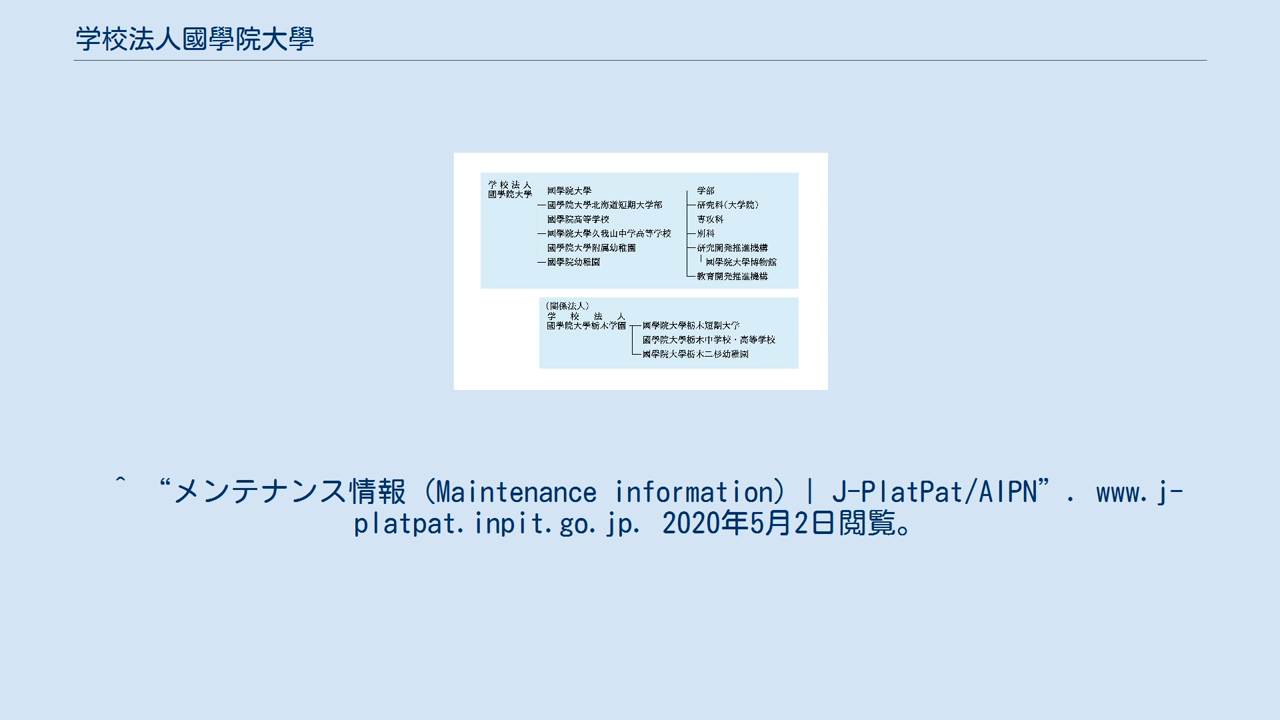 学校法人國學院大學
学校法人
國學院大學
國學院大學
國學院大學北海道短期大学部
國學院高等学校
國學院大學久我山中学高等学校
國學院大學附属幼稚園
國學院幼稚園
学部
研究科(大学院)
専攻科
別科
研究開発推進機構
國學院大學博物館
教育開発推進機構
(関係法人)
学校法人
國學院大學栃木学園
國學院大學栃木短期大学
國學院大學栃木中学校・高等学校
國學院大學栃木二杉幼稚園
^ “メンテナンス情報 (Maintenance information) | J-PlatPat/AIPN”. www.j-
platpat.inpit.go.jp. 2020年5月2日閲覧。